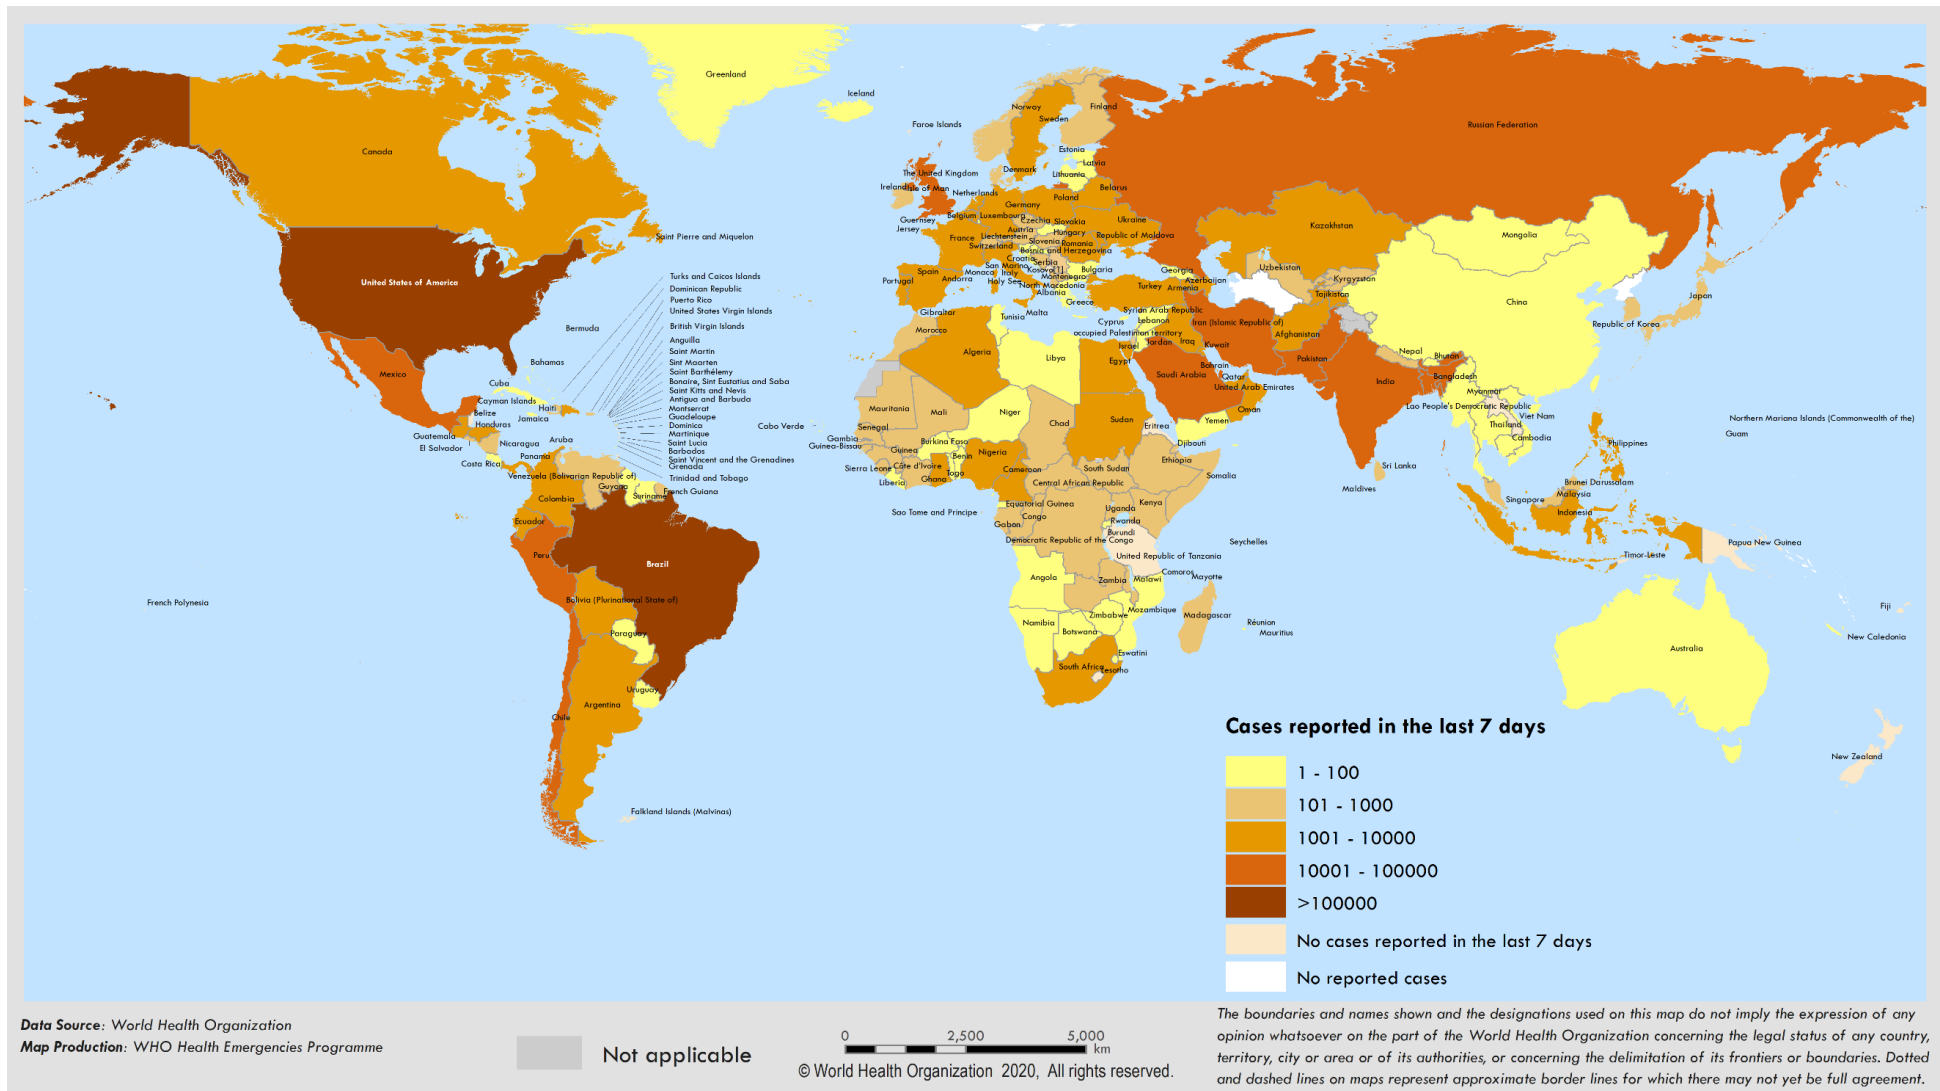 Greenland
Iceland
Faroe Islands
Norway
Finland
Sweden
Russian Federation
Canada
Estonia
Latvia
Denmark
Lithuania
The United Kingdom
Ireland
Isle of Man
Netherlands
Belarus
Poland
Germany
Guernsey
Belgium
Luxembourg
Czechia
Slovakia
Ukraine
Jersey
Austria
Hungary
Kazakhstan
Saint Pierre and Miquelon
France
Liechtenstein
Slovenia
Romania
Republic of Moldova
Mongolia
Switzerland
Bosnia and Herzegovina
Croatia
Serbia
San Marino
Spain
Andorra
Monaco
Italy
Kosovo[1]
Bulgaria
Georgia
Uzbekistan
Portugal
Holy See
Montenegro
Azerbaijan
Kyrgyzstan
United States of America
North Macedonia
Turkey
Armenia
Tajikistan
Japan
Albania
Greece
China
Turks and Caicos Islands
Dominican Republic
Puerto Rico
United States Virgin Islands
British Virgin Islands
Anguilla
Saint Martin
Sint Maarten
Saint Barthélemy
Bonaire, Sint Eustatius and Saba
Saint Kitts and Nevis
Antigua and Barbuda
Montserrat
Guadeloupe
Dominica
Martinique
Saint Lucia
Barbados
Saint Vincent and the Grenadines
Grenada
Trinidad and Tobago
Bermuda
Bahamas
Gibraltar
Tunisia
Malta
Cyprus
Syrian Arab Republic
Lebanon
Iran (Islamic Republic of)
Republic of Korea
Morocco
occupied Palestinian territory
Afghanistan
Israel
Jordan
Iraq
Kuwait
Algeria
Libya
Egypt
Pakistan
Nepal
Bhutan
Mexico
Bahrain
Saudi Arabia
Qatar
India
Bangladesh
Cuba
United Arab Emirates
Myanmar
Cayman Islands
Haiti
Oman
Lao People's Democratic Republic
Belize
Jamaica
Mauritania
Mali
Niger
Viet Nam
Northern Mariana Islands (Commonwealth of the)
Honduras
Cabo Verde
Senegal
Chad
Sudan
Eritrea
Yemen
Thailand
Guam
Guatemala
Nicaragua
Aruba
Gambia
Guinea-Bissau
Burkina Faso
Djibouti
Cambodia
Philippines
El Salvador
Guinea
Benin
Nigeria
Costa Rica
Panama
Sierra Leone
Côte d'Ivoire
Cameroon
South Sudan
Ethiopia
Sri Lanka
Venezuela (Bolivarian Republic of)
Togo
Ghana
Liberia
Central African Republic
Somalia
Maldives
Brunei Darussalam
Guyana
Suriname
French Guiana
Colombia
Equatorial Guinea
Kenya
Singapore
Malaysia
Sao Tome and Principe
Congo
Uganda
Indonesia
Ecuador
Gabon
Rwanda
Burundi
Democratic Republic of the Congo
Seychelles
Papua New Guinea
Peru
United Republic of Tanzania
Timor-Leste
Brazil
Angola
Zambia
Malawi
Comoros
Mayotte
French Polynesia
Bolivia (Plurinational State of)
Mozambique
Fiji
Zimbabwe
Madagascar
Namibia
Botswana
Réunion
Mauritius
New Caledonia
Paraguay
Eswatini
Australia
South Africa
Lesotho
Uruguay
Argentina
Chile
New Zealand
Falkland Islands (Malvinas)
Cases reported in the last 7 days
1 - 100
101 - 1000
1001 - 10000
10001 - 100000
>100000
No cases reported in the last 7 days
No reported cases
Data Source: World Health Organization
Map Production: WHO Health Emergencies Programme
Not applicable
0 2,500 5,000
km
© World Health Organization 2020, All rights reserved.
The boundaries and names shown and the designations used on this map do not imply the expression of any
opinion whatsoever on the part of the World Health Organization concerning the legal status of any country,
territory, city or area or of its authorities, or concerning the delimitation of its frontiers or boundaries. Dotted
and dashed lines on maps represent approximate border lines for which there may not yet be full agreement.